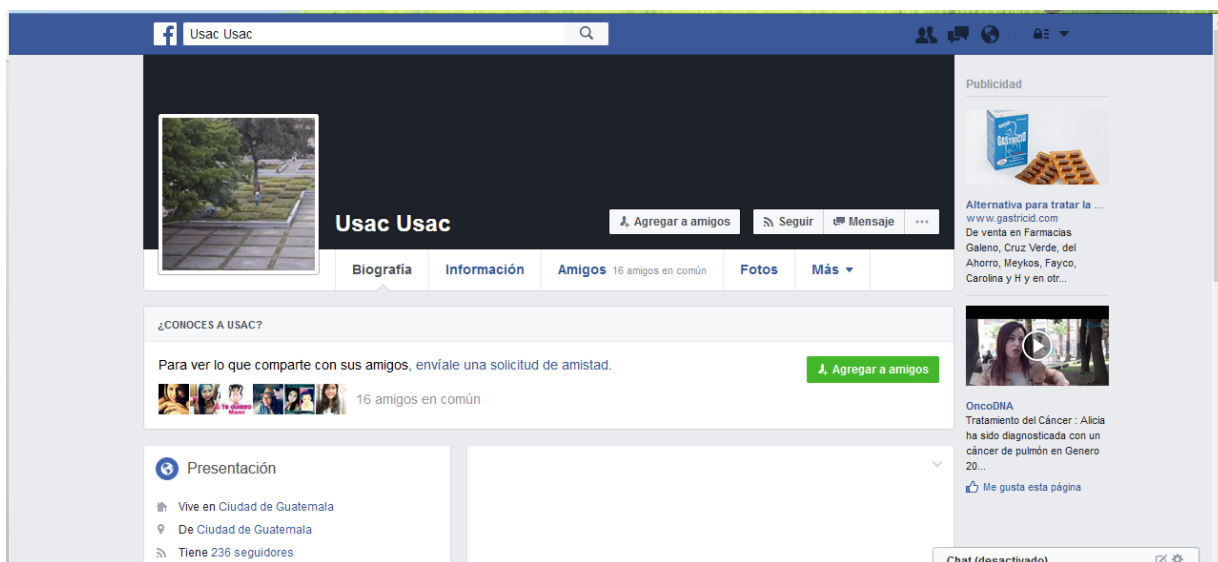 Usac Usac
Usac Usac
Agregar a amigos
Seguir
Mensaje
Biografía
Información
Amigos 16 amigos en común
Fotos
Más
¿CONOCES A USAC?
Para ver lo que comparte con sus amigos, envíale una solicitud de amistad.
Agregar a amigos
TE QUIERO
Mami
16 amigos en común
Presentación
Vive en Ciudad de Guatemala
De Ciudad de Guatemala
Tiene 236 seguidores
Publicidad
GASTRICID
Alternativa para tratar la ...
www.gastricid.com
De venta en Farmacias
Galeno, Cruz Verde, del
Ahorro, Meykos, Fayco,
Carolina y H y en otr...
OncoDNA
Tratamiento del Cáncer : Alicia
ha sido diagnosticada con un
cáncer de pulmón en Genero
20...
Me gusta esta página
Chat (desactivado)